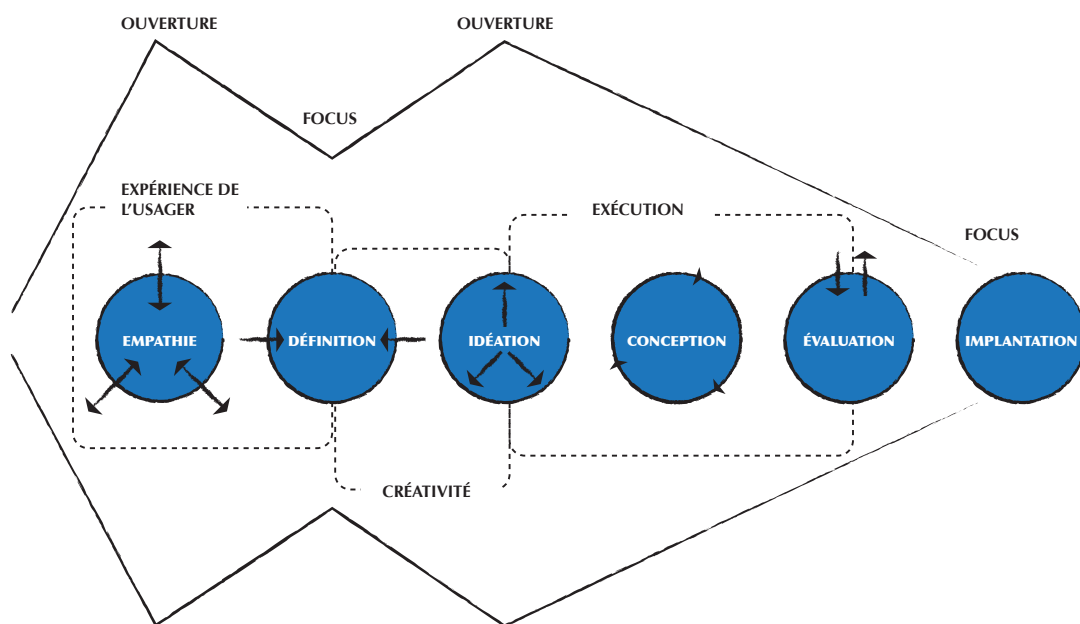 OUVERTURE
OUVERTURE
FOCUS
EXPÉRIENCE DE
L'USAGER
EXÉCUTION
FOCUS
EMPATHIE
DÉFINITION
IDÉATION
CONCEPTION
ÉVALUATION
IMPLANTATION
CRÉATIVITÉ